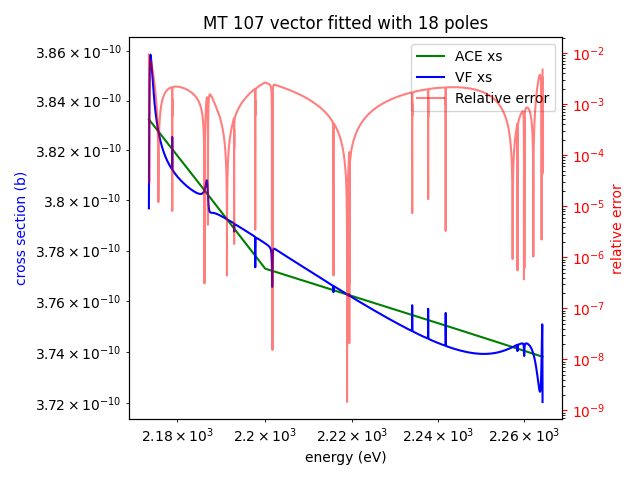 MT 107 vector fitted with 18 poles
ACE xs
VF xs
Relative error
3.86 × 10⁻¹⁰
3.84 × 10⁻¹⁰
3.82 × 10⁻¹⁰
3.8 × 10⁻¹⁰
3.78 × 10⁻¹⁰
3.76 × 10⁻¹⁰
3.74 × 10⁻¹⁰
3.72 × 10⁻¹⁰
cross section (b)
10⁻²
10⁻³
10⁻⁴
10⁻⁵
10⁻⁶
10⁻⁷
10⁻⁸
10⁻⁹
relative error
2.18 × 10³ 2.2 × 10³ 2.22 × 10³ 2.24 × 10³ 2.26 × 10³
energy (eV)